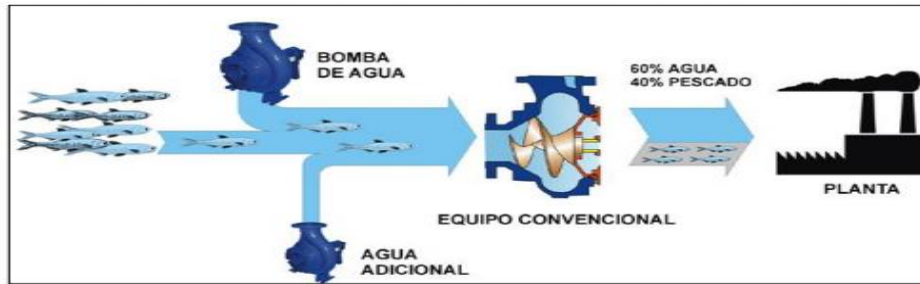 BOMBA
DE AGUA
60% AGUA
40% PESCADO
EQUIPO CONVENCIONAL
PLANTA
AGUA
ADICIONAL